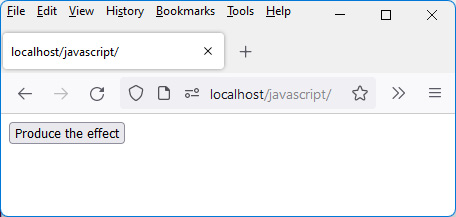 File Edit View History Bookmarks Tools Help
localhost/javascript/
localhost/javascript/
Produce the effect